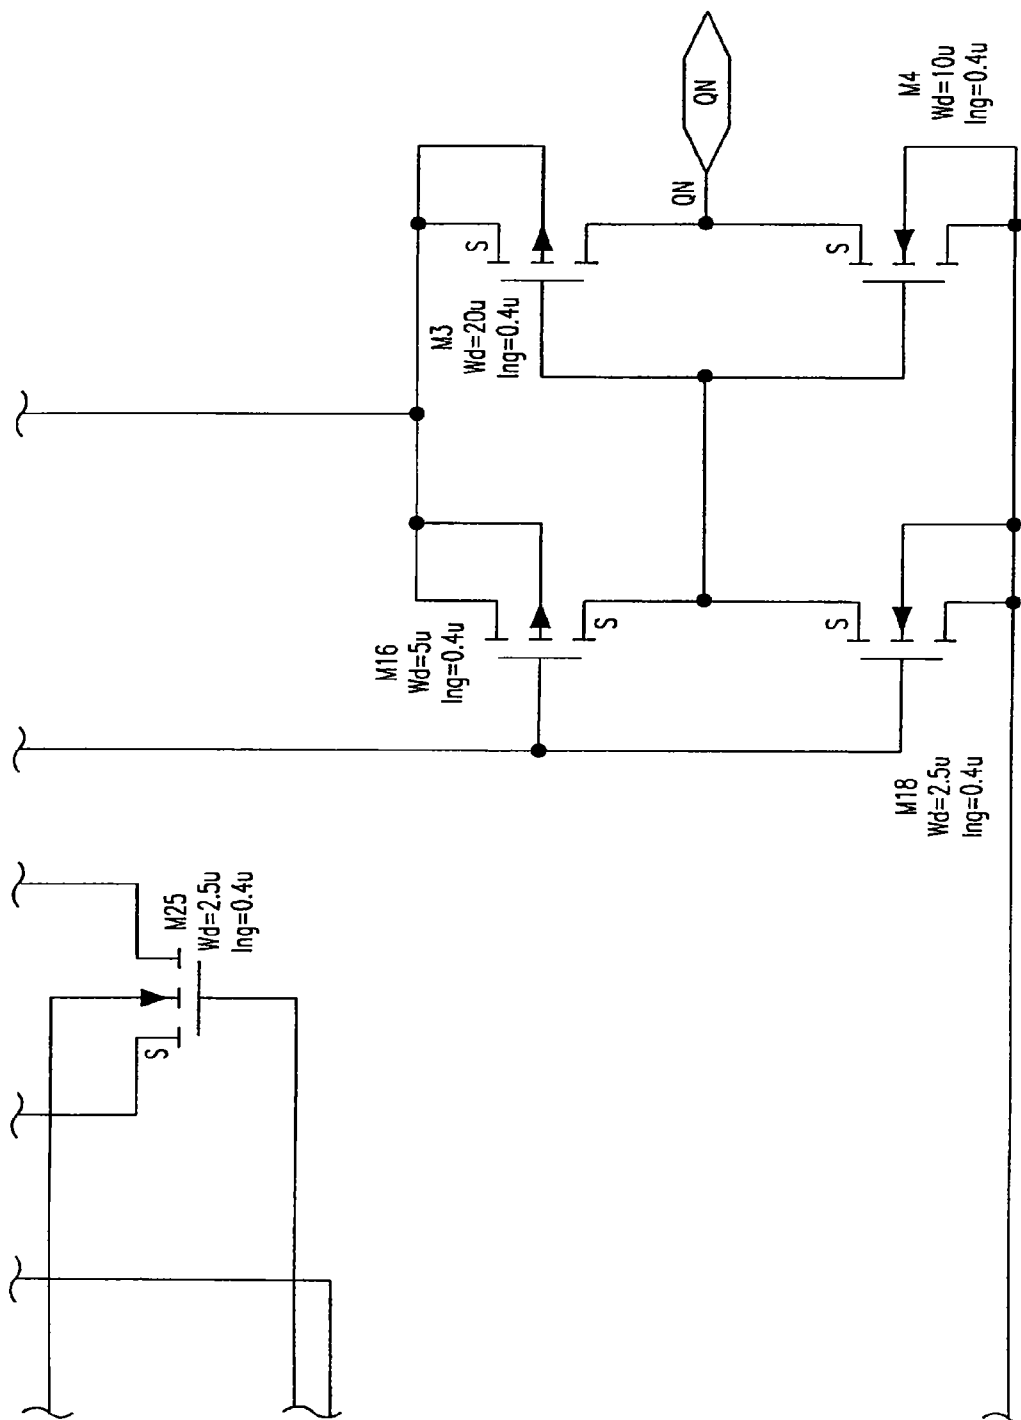 QN
QN
M4
Wd=10u
lng=0.4u
S
S
M3
Wd=20u
lng=0.4u
M16
Wd=5u
lng=0.4u
S
S
M18
Wd=2.5u
lng=0.4u
M25
Wd=2.5u
lng=0.4u
S